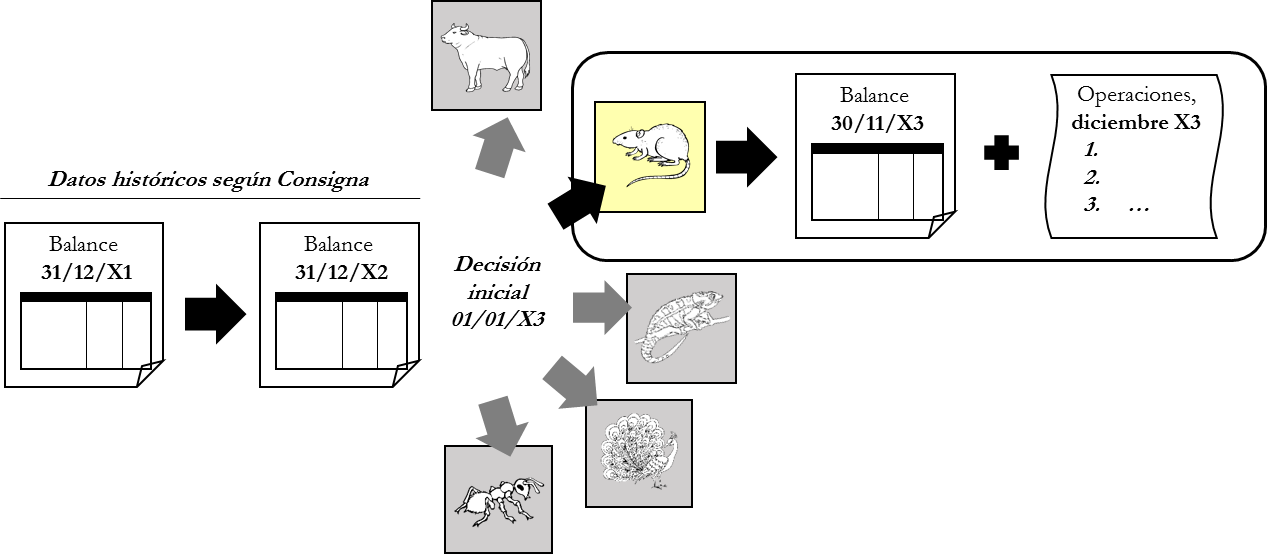 Datos históricos según Consigna
Balance
31/12/X1
Balance
31/12/X2
Decisión
inicial
01/01/X3
Balance
30/11/X3
Operaciones,
diciembre X3
1.
2.
3. ...